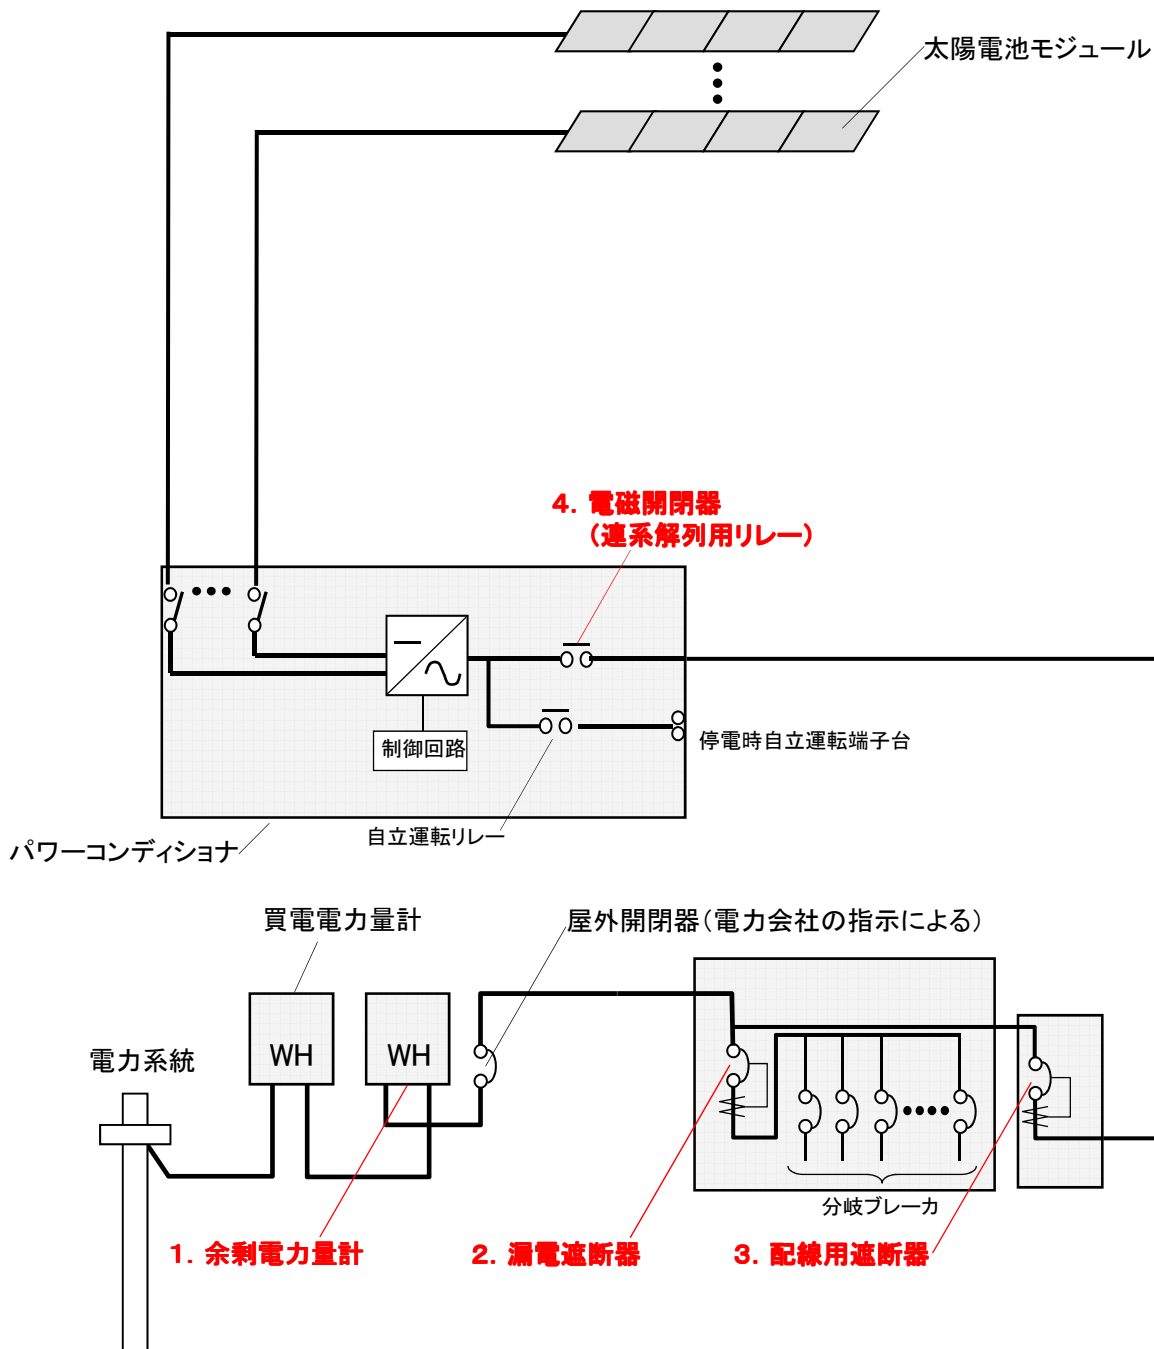 太陽電池モジュール
4. 電磁開閉器
(連系解列用リレー)
制御回路
停電時自立運転端子台
自立運転リレー
パワーコンディショナ
買電電力量計
屋外開閉器(電力会社の指示による)
WH
WH
電力系統
分岐ブレーカ
1. 余剰電力量計
2. 漏電遮断器
3. 配線用遮断器